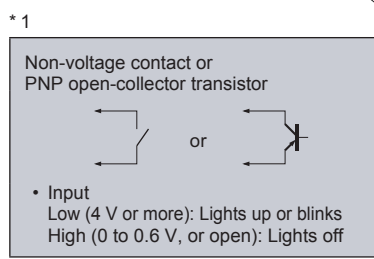 * 1
Non-voltage contact or
PNP open-collector transistor
or
• Input
Low (4 V or more): Lights up or blinks
High (0 to 0.6 V, or open): Lights off